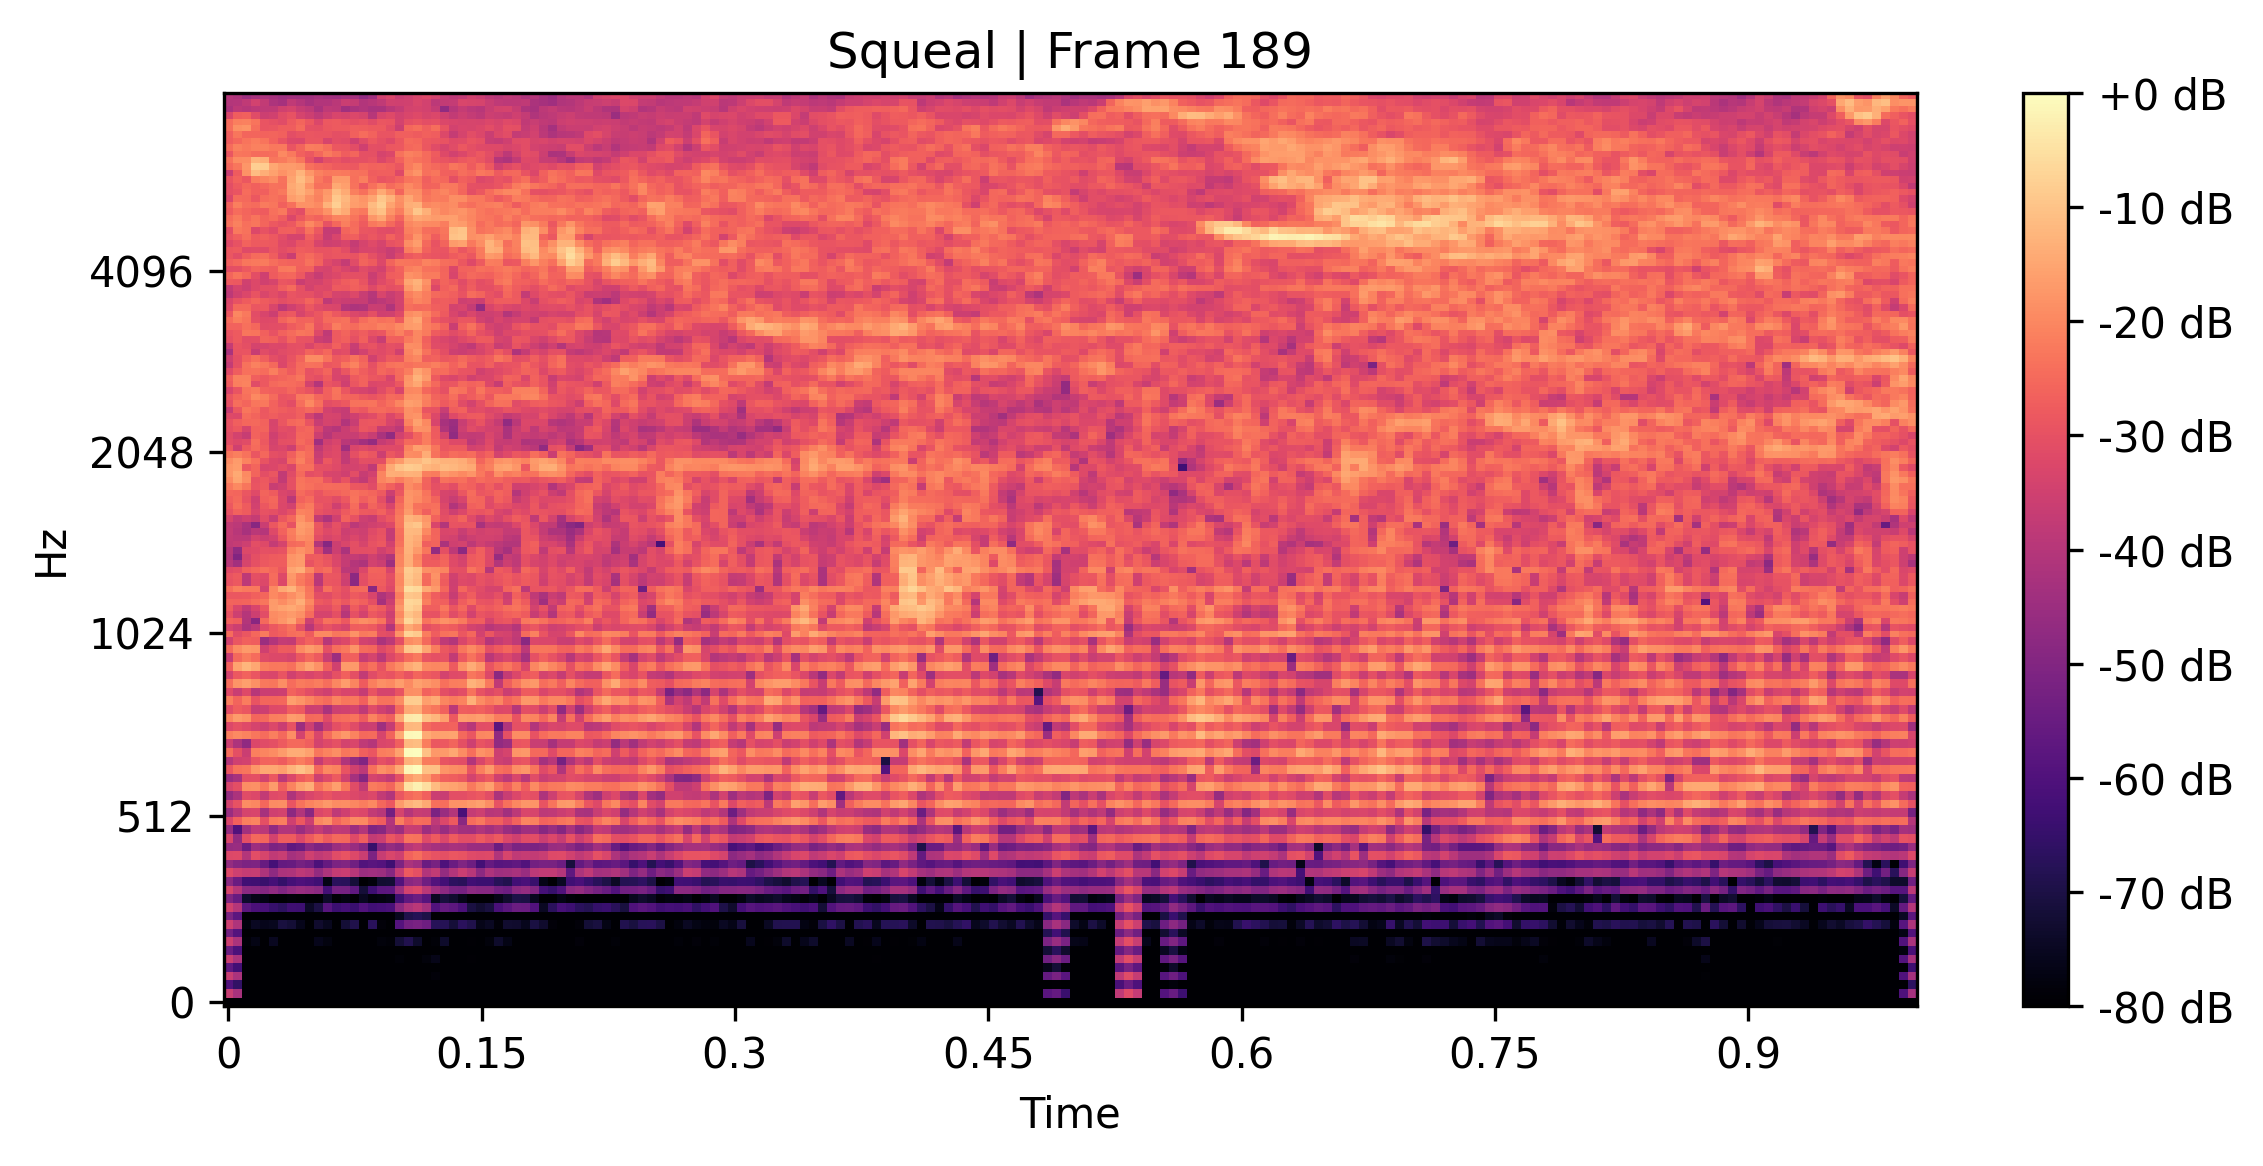 Squeal | Frame 189
+0 dB
-10 dB
-20 dB
-30 dB
-40 dB
-50 dB
-60 dB
-70 dB
-80 dB
Hz
4096
2048
1024
512
0
0 0.15 0.3 0.45 0.6 0.75 0.9
Time